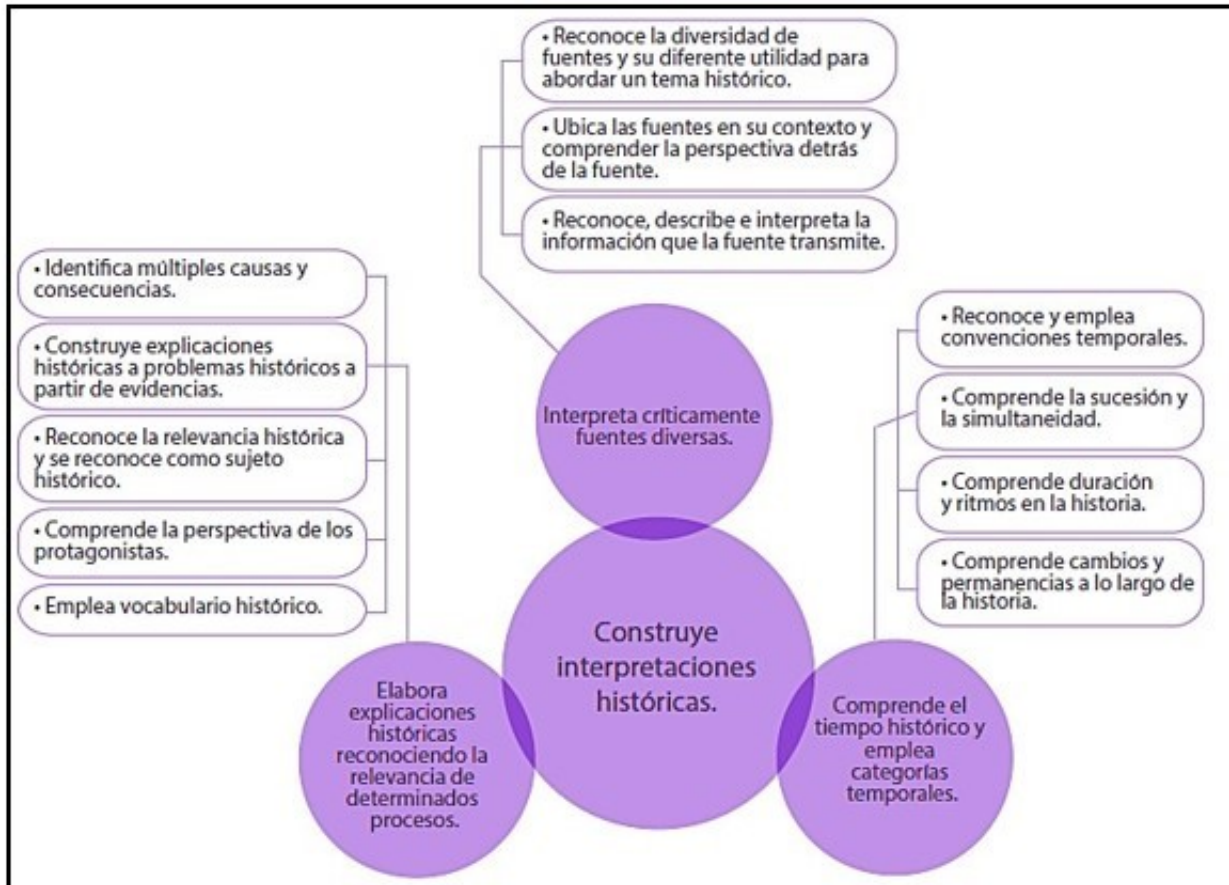 • Reconoce la diversidad de
fuentes y su diferente utilidad para
abordar un tema histórico.
• Ubica las fuentes en su contexto y
comprender la perspectiva detrás
de la fuente.
• Reconoce, describe e interpreta la
información que la fuente transmite.
• Identifica múltiples causas y
consecuencias.
• Construye explicaciones
históricas a problemas históricos a
partir de evidencias.
• Reconoce la relevancia histórica
y se reconoce como sujeto
histórico.
• Comprende la perspectiva de los
protagonistas.
• Emplea vocabulario histórico.
• Reconoce y emplea
convenciones temporales.
• Comprende la sucesión y
la simultaneidad.
• Comprende duración
y ritmos en la historia.
• Comprende cambios y
permanencias a lo largo de
la historia.
Interpreta críticamente
fuentes diversas.
Construye
interpretaciones
históricas.
Elabora
explicaciones
históricas
reconociendo la
relevancia de
determinados
procesos.
Comprende el
tiempo histórico y
emplea
categorías
temporales.